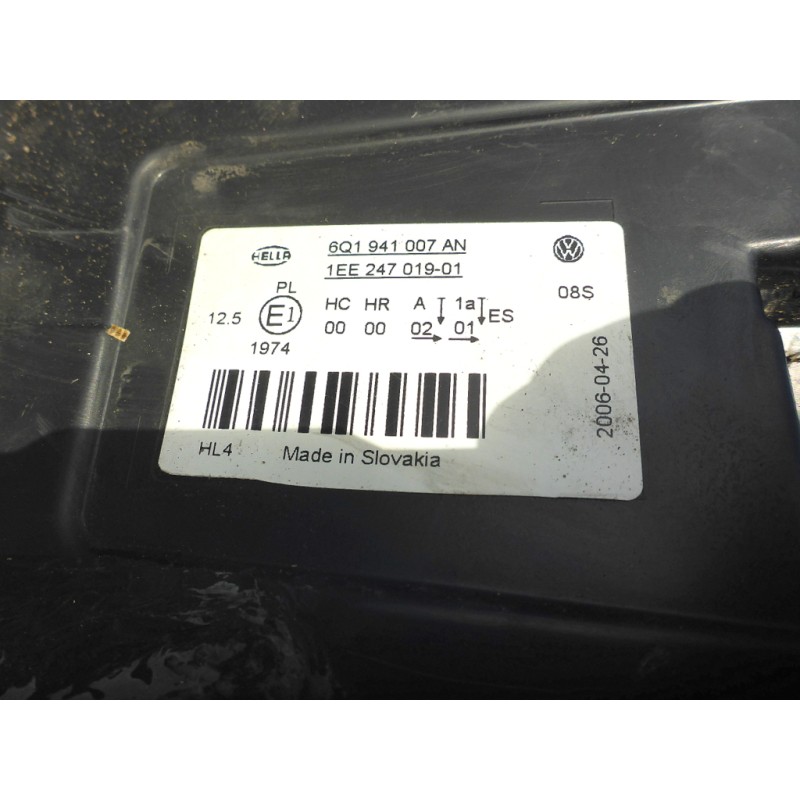 HELLA 6Q1 941 007 AN
1EE 247 019-01
08S
PL
12.5 E1 HC HR A 1a ES
00 00 02 01
1974
2006-04-26
HL4 Made in Slovakia